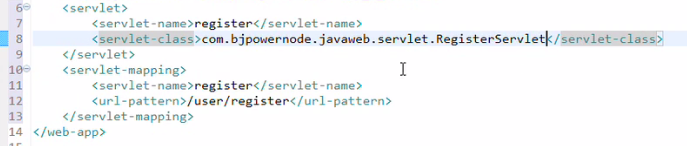 6 <servlet>
7 <servlet-name>register</servlet-name>
8 <servlet-class>com.bjpowernode.javaweb.servlet.RegisterServlet</servlet-class>
9 </servlet>
10 <servlet-mapping>
11 <servlet-name>register</servlet-name>
12 <url-pattern>/user/register</url-pattern>
13 </servlet-mapping>
14 </web-app>